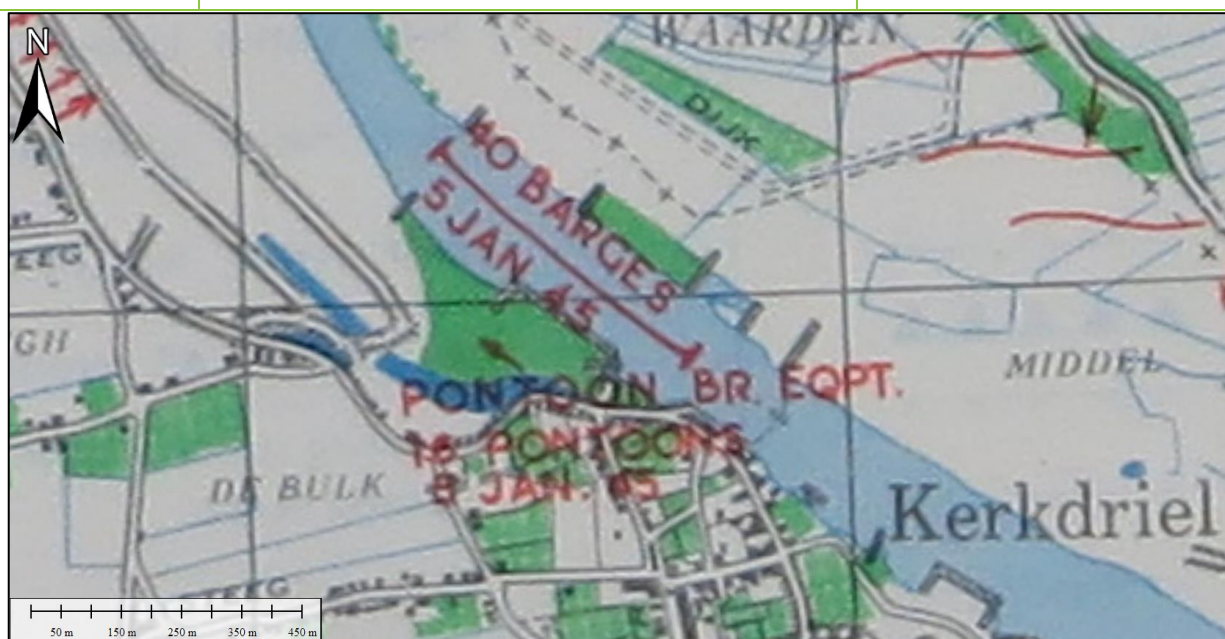 N
WAARDEN
DIJK
40 BARGES
5 JAN 45
EEG
GH
MIDDEL
PONTOON BR. EQPT.
16 PONTOONS
8 JAN. 45
DE BULK
Kerkdriel
STEEG
50 m 150 m 250 m 350 m 450 m